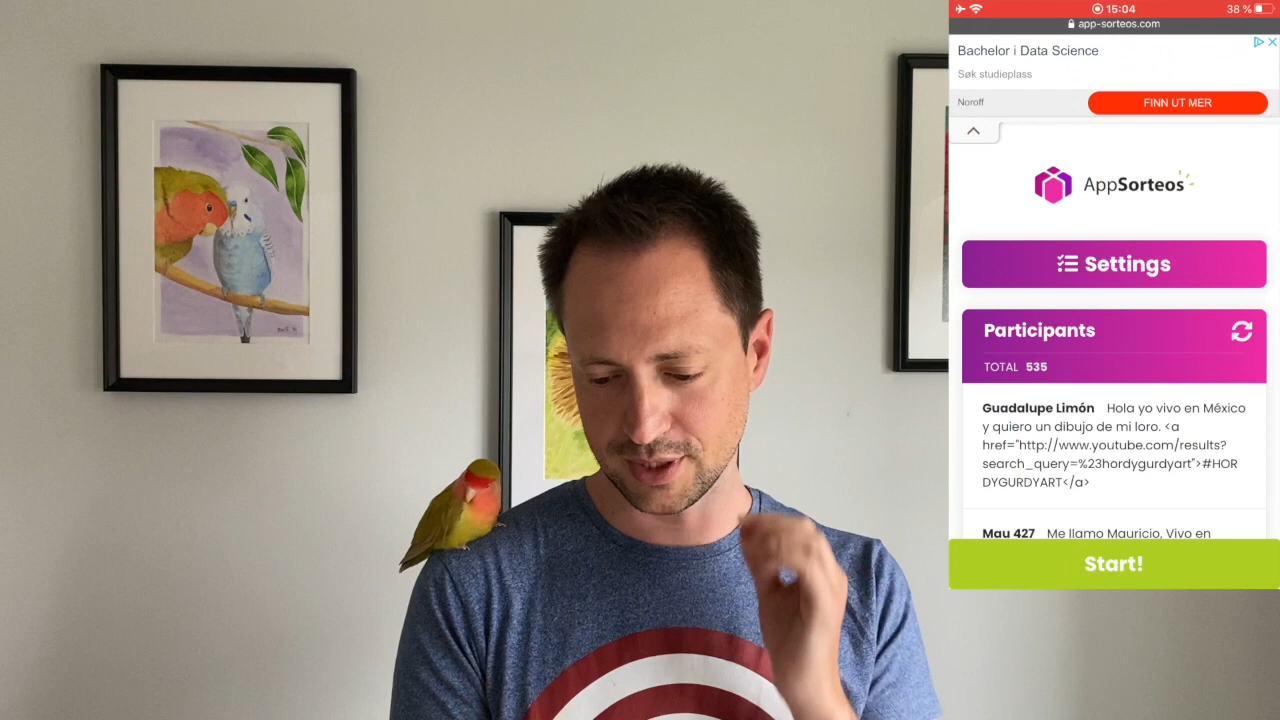 15:04
38 %
app-sorteos.com
Bachelor i Data Science
Søk studieplass
Noroff
FINN UT MER
AppSorteos
Settings
Participants
TOTAL 535
Guadalupe Limón Hola yo vivo en México
y quiero un dibujo de mi loro. <a
href="http://www.youtube.com/results?
search_query=%23hordygurdyart">#HOR
DYGURDYART</a>
Mau 427 Me llamo Mauricio, Vivo en
Start!